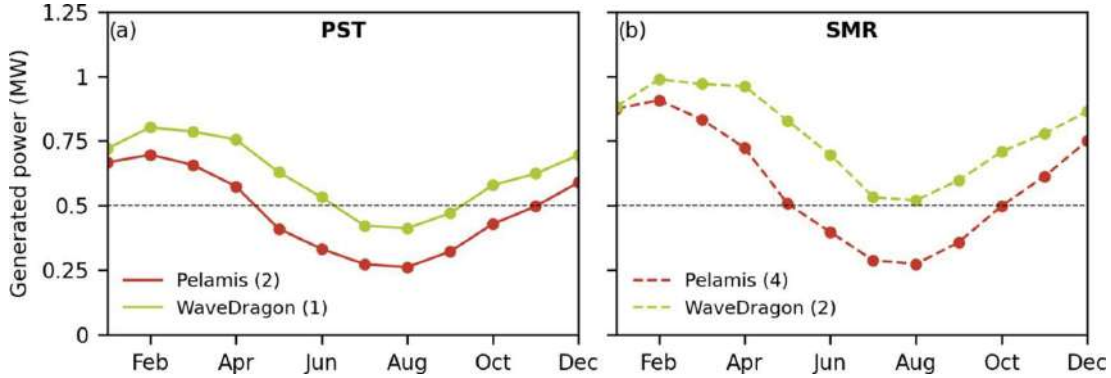 (a) PST
(b) SMR
Generated power (MW)
1.25
1
0.75
0.5
0.25
0
Pelamis (2)
WaveDragon (1)
Pelamis (4)
WaveDragon (2)
Feb Apr Jun Aug Oct Dec
Feb Apr Jun Aug Oct Dec